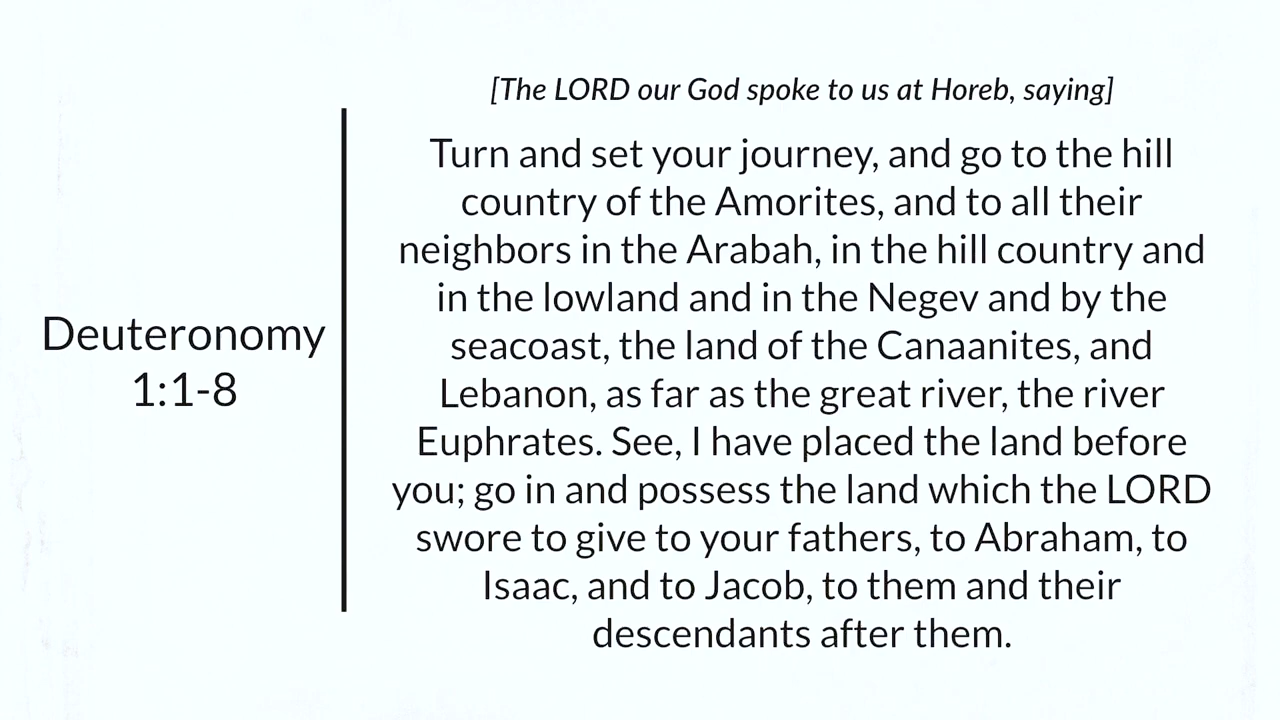 Deuteronomy
1:1-8
[The LORD our God spoke to us at Horeb, saying]
Turn and set your journey, and go to the hill
country of the Amorites, and to all their
neighbors in the Arabah, in the hill country and
in the lowland and in the Negev and by the
seacoast, the land of the Canaanites, and
Lebanon, as far as the great river, the river
Euphrates. See, I have placed the land before
you; go in and possess the land which the LORD
swore to give to your fathers, to Abraham, to
Isaac, and to Jacob, to them and their
descendants after them.